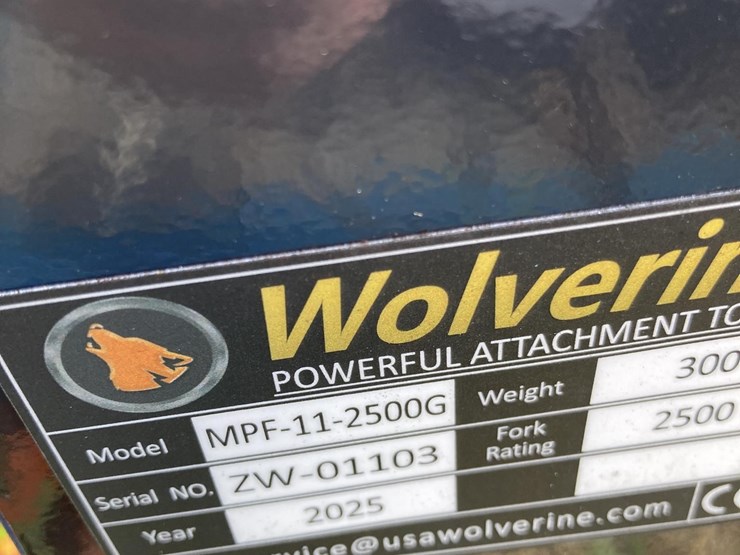 Wolverin
POWERFUL ATTACHMENT TO
Model MPF-11-2500G Weight 300
Serial NO. ZW-01103 Fork Rating 2500
Year 2025
vice@usawolverine.com